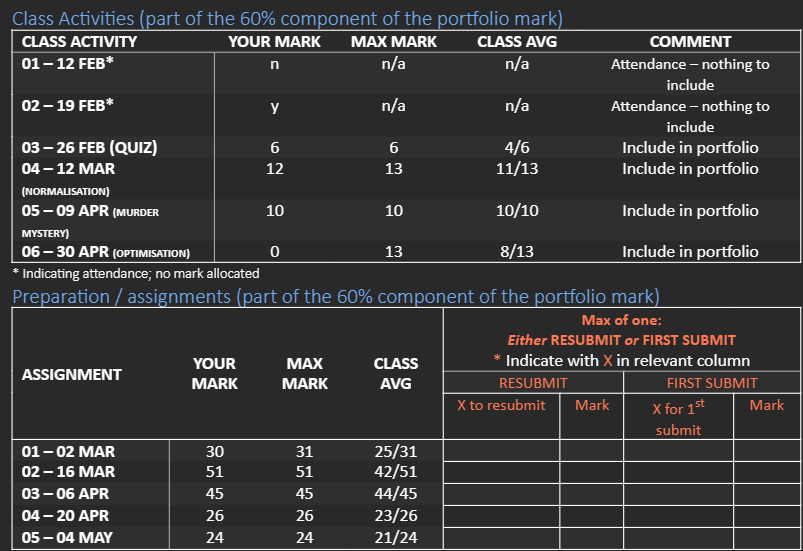 Class Activities (part of the 60% component of the portfolio mark)
CLASS ACTIVITY YOUR MARK MAX MARK CLASS AVG COMMENT
01 – 12 FEB* n n/a n/a Attendance – nothing to
include
02 – 19 FEB* y n/a n/a Attendance – nothing to
include
03 – 26 FEB (QUIZ) 6 6 4/6 Include in portfolio
04 – 12 MAR 12 13 11/13 Include in portfolio
(NORMALISATION)
05 – 09 APR (MURDER 10 10 10/10 Include in portfolio
MYSTERY)
06 – 30 APR (OPTIMISATION) 0 13 8/13 Include in portfolio
* Indicating attendance; no mark allocated
Preparation / assignments (part of the 60% component of the portfolio mark)
ASSIGNMENT
YOUR
MARK
MAX
MARK
CLASS
AVG
Max of one:
Either RESUBMIT or FIRST SUBMIT
* Indicate with X in relevant column
RESUBMIT FIRST SUBMIT
X to resubmit Mark X for 1st
submit Mark
01 – 02 MAR 30 31 25/31
02 – 16 MAR 51 51 42/51
03 – 06 APR 45 45 44/45
04 – 20 APR 26 26 23/26
05 – 04 MAY 24 24 21/24